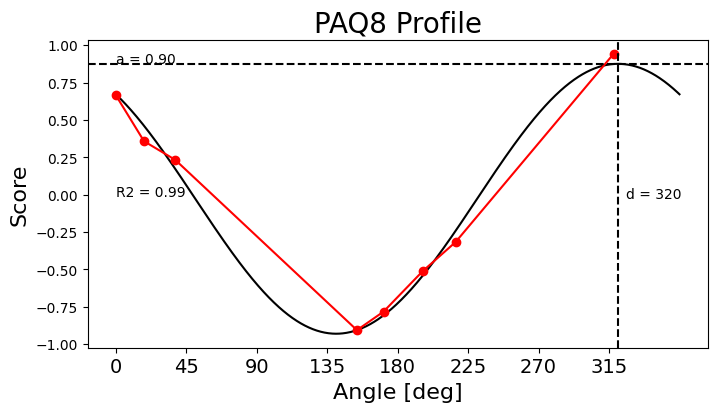 PAQ8 Profile
1.00
0.75
0.50
0.25
0.00
−0.25
−0.50
−0.75
−1.00
Score
a = 0.90
R2 = 0.99
d = 320
0 45 90 135 180 225 270 315
Angle [deg]